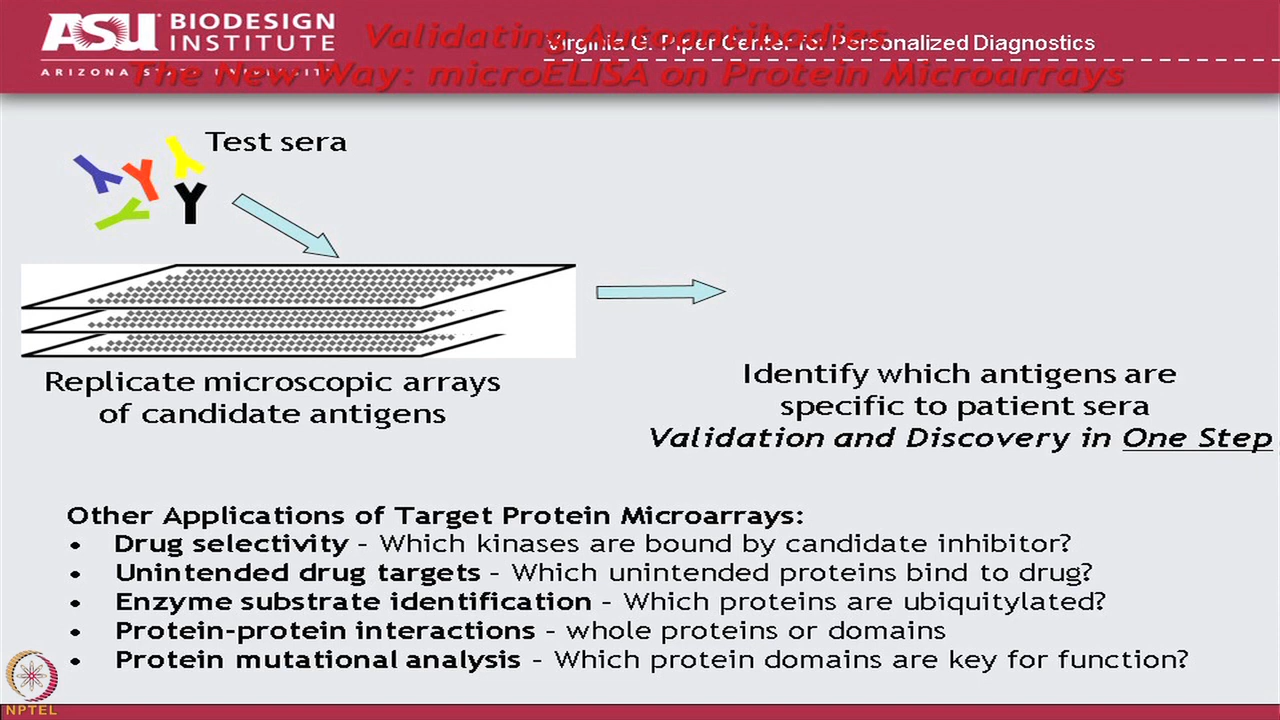 ASU BIODESIGN INSTITUTE
ARIZONA STATE UNIVERSITY
Virginia G. Piper Center for Personalized Diagnostics
Validating Autoantibodies
The New Way: microELISA on Protein Microarrays
Test sera
Replicate microscopic arrays
of candidate antigens
Identify which antigens are
specific to patient sera
Validation and Discovery in One Step
Other Applications of Target Protein Microarrays:
• Drug selectivity – Which kinases are bound by candidate inhibitor?
• Unintended drug targets – Which unintended proteins bind to drug?
• Enzyme substrate identification – Which proteins are ubiquitylated?
• Protein-protein interactions – whole proteins or domains
• Protein mutational analysis – Which protein domains are key for function?
NPTEL